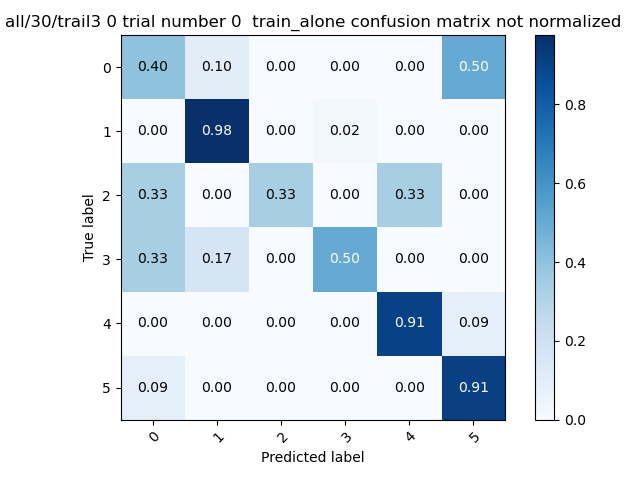 all/30/trail3 0 trial number 0  train_alone confusion matrix not normalized
0 0.40 0.10 0.00 0.00 0.00 0.50
1 0.00 0.98 0.00 0.02 0.00 0.00
2 0.33 0.00 0.33 0.00 0.33 0.00
3 0.33 0.17 0.00 0.50 0.00 0.00
4 0.00 0.00 0.00 0.00 0.91 0.09
5 0.09 0.00 0.00 0.00 0.00 0.91
0 1 2 3 4 5
True label
Predicted label
0.8
0.6
0.4
0.2
0.0